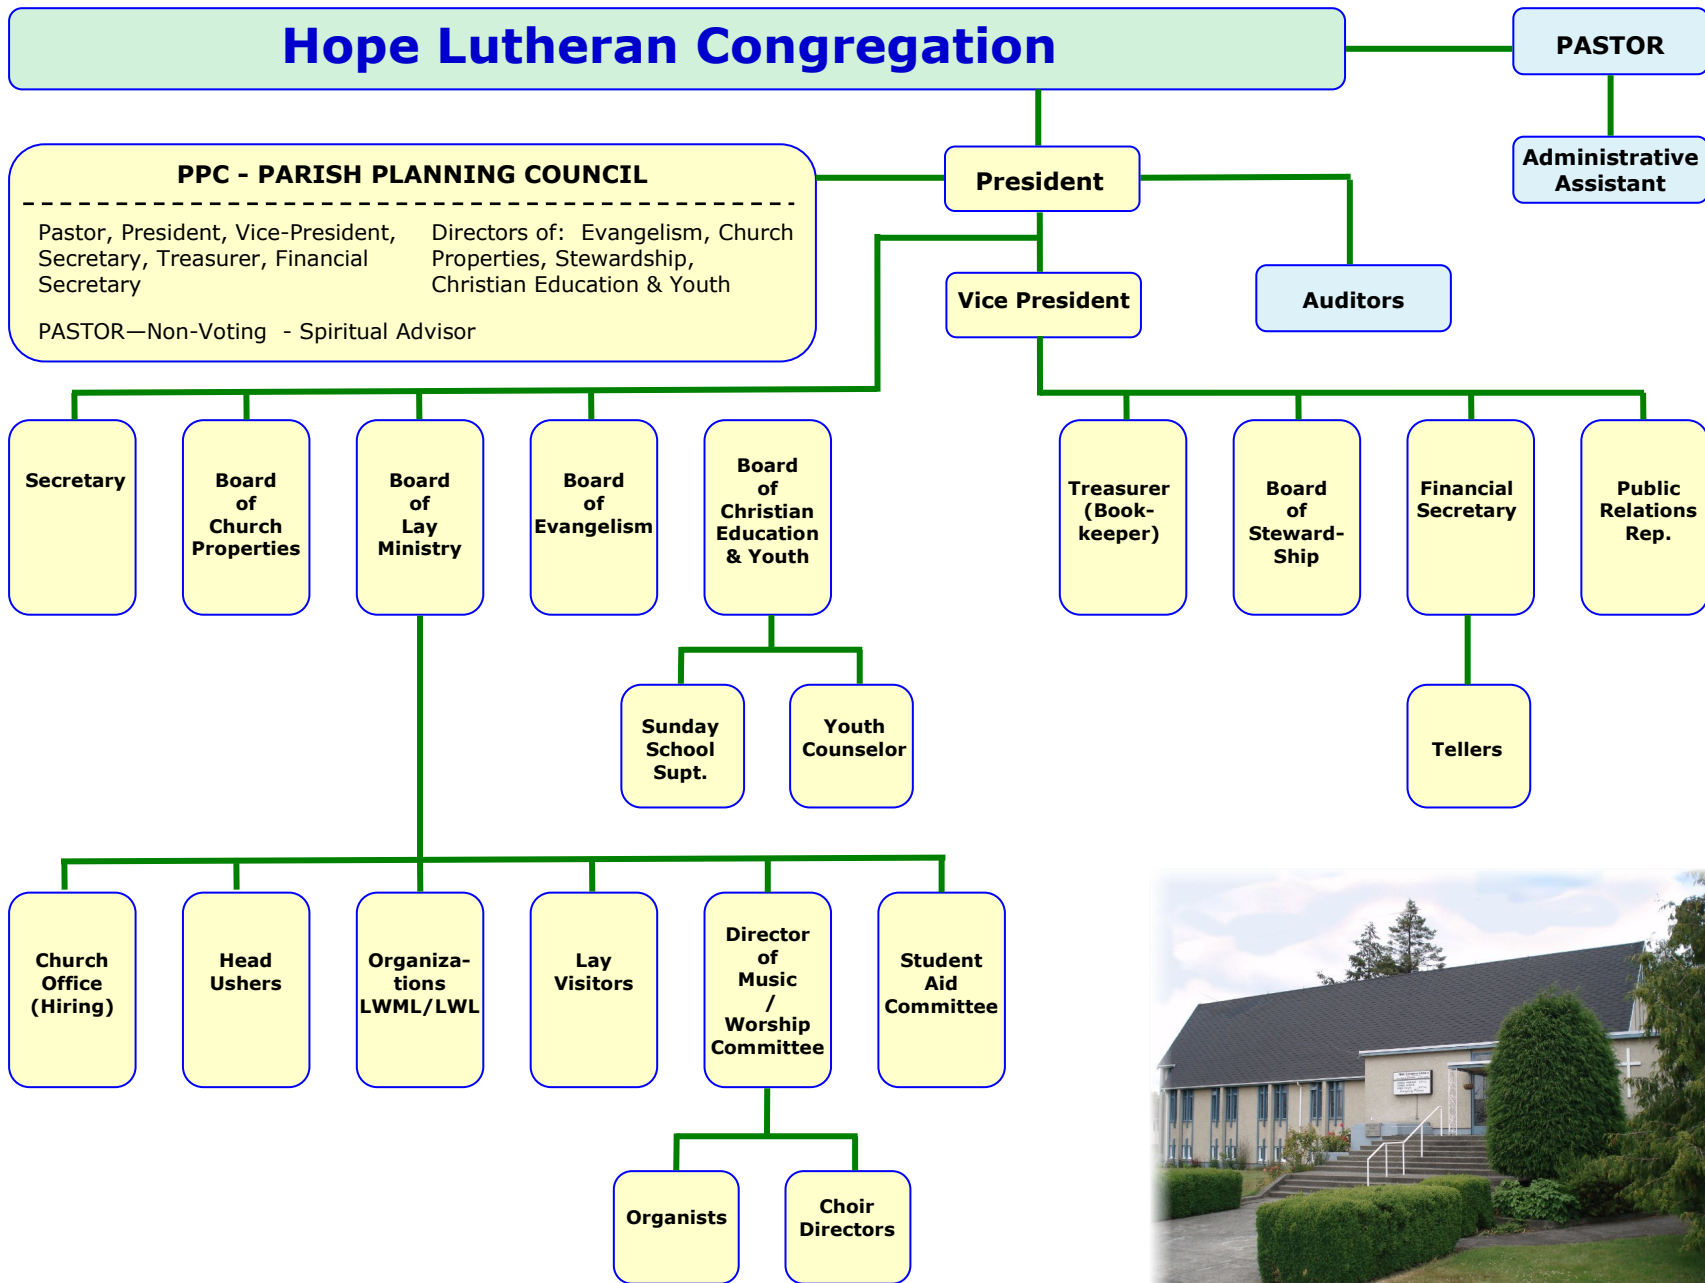 Hope Lutheran Congregation
PASTOR
Administrative
Assistant
PPC - PARISH PLANNING COUNCIL
Pastor, President, Vice-President,
Secretary, Treasurer, Financial
Secretary
Directors of: Evangelism, Church
Properties, Stewardship,
Christian Education & Youth
PASTOR—Non-Voting - Spiritual Advisor
President
Vice President
Auditors
Secretary
Board
of
Church
Properties
Board
of
Lay
Ministry
Board
of
Evangelism
Board
of
Christian
Education
& Youth
Treasurer
(Book-
keeper)
Board
of
Steward-
Ship
Financial
Secretary
Public
Relations
Rep.
Sunday
School
Supt.
Youth
Counselor
Tellers
Church
Office
(Hiring)
Head
Ushers
Organiza-
tions
LWML/LWL
Lay
Visitors
Director
of
Music
/
Worship
Committee
Student
Aid
Committee
Organists
Choir
Directors